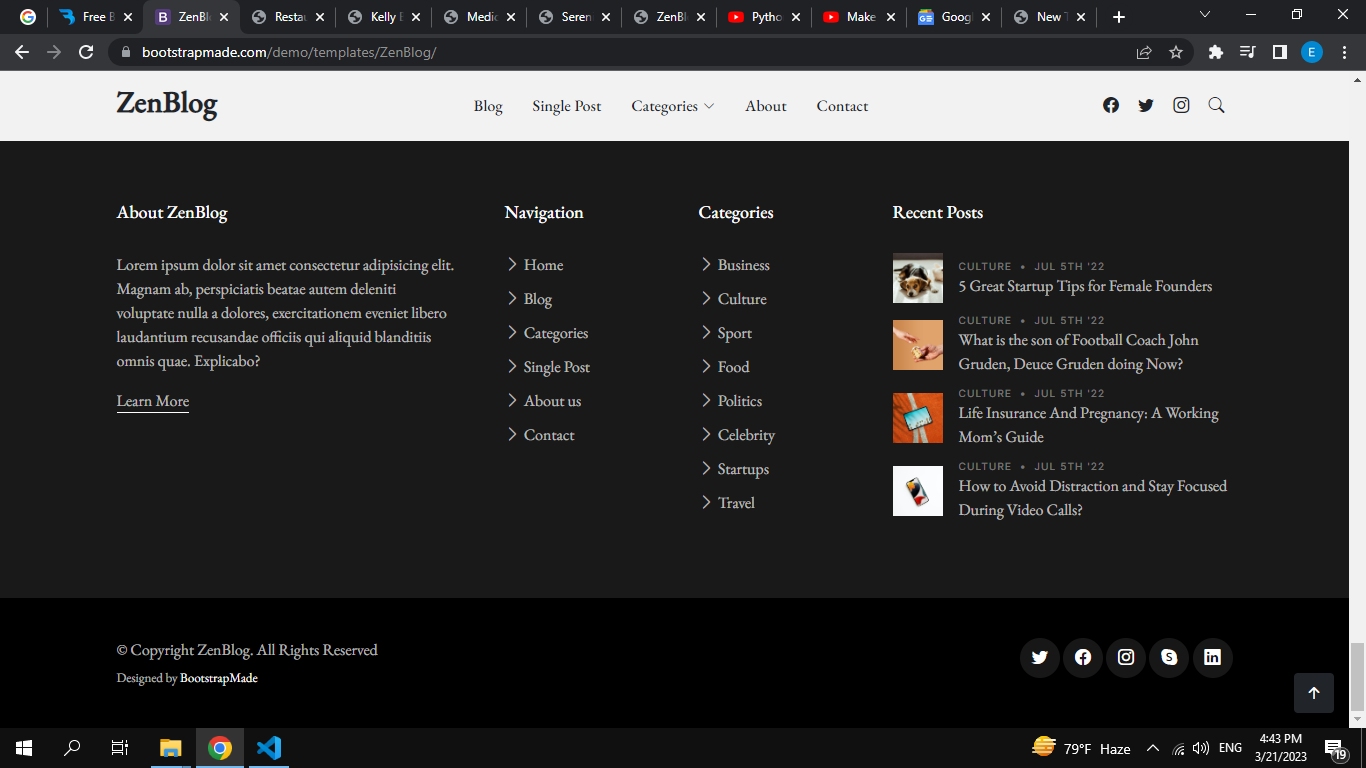 Free B
ZenBl
Restau
Kelly E
Medic
Seren
ZenBl
Pytho
Make
Googl
New T
bootstrapmade.com/demo/templates/ZenBlog/
E
ZenBlog
Blog
Single Post
Categories
About
Contact
About ZenBlog
Lorem ipsum dolor sit amet consectetur adipisicing elit.
Magnam ab, perspiciatis beatae autem deleniti
voluptate nulla a dolores, exercitationem eveniet libero
laudantium recusandae officiis qui aliquid blanditiis
omnis quae. Explicabo?
Learn More
Navigation
Home
Blog
Categories
Single Post
About us
Contact
Categories
Business
Culture
Sport
Food
Politics
Celebrity
Startups
Travel
Recent Posts
CULTURE • JUL 5TH '22
5 Great Startup Tips for Female Founders
CULTURE • JUL 5TH '22
What is the son of Football Coach John
Gruden, Deuce Gruden doing Now?
CULTURE • JUL 5TH '22
Life Insurance And Pregnancy: A Working
Mom’s Guide
CULTURE • JUL 5TH '22
How to Avoid Distraction and Stay Focused
During Video Calls?
© Copyright ZenBlog. All Rights Reserved
Designed by BootstrapMade
79°F Haze
ENG
4:43 PM
3/21/2023
19